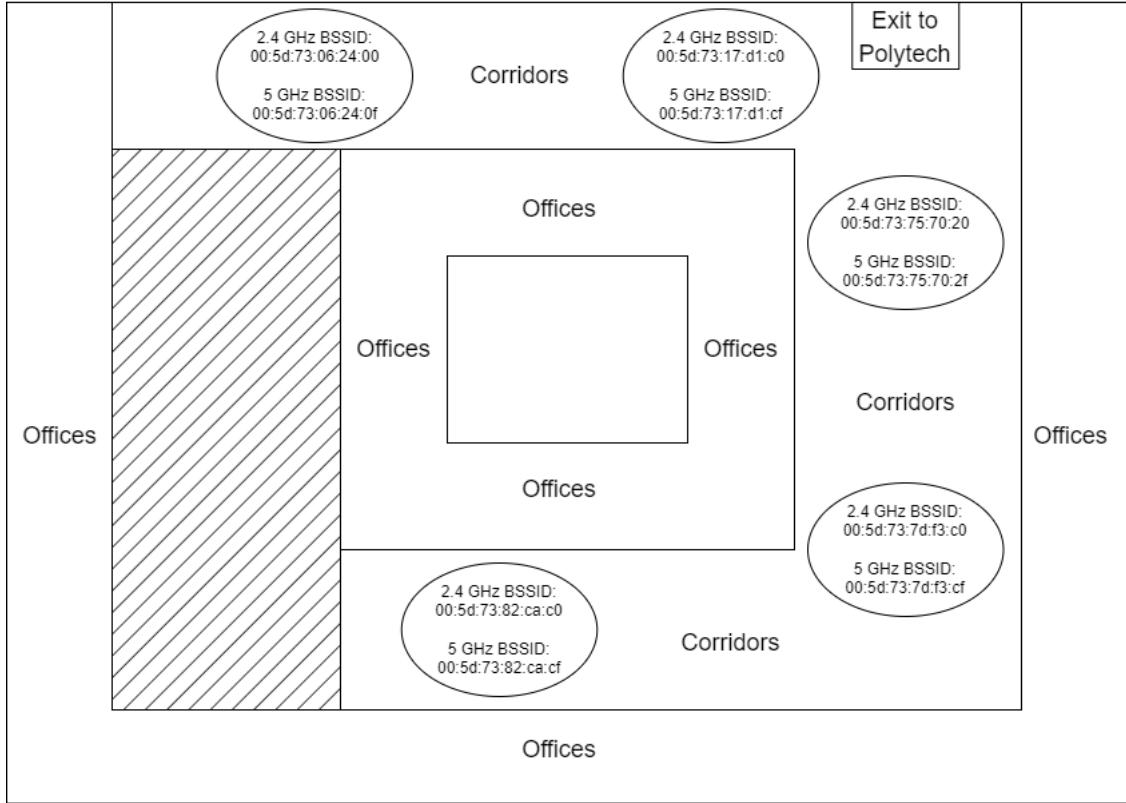 2.4 GHz BSSID:
00:5d:73:06:24:00
5 GHz BSSID:
00:5d:73:06:24:0f
Corridors
2.4 GHz BSSID:
00:5d:73:17:d1:c0
5 GHz BSSID:
00:5d:73:17:d1:cf
Exit to
Polytech
Offices
2.4 GHz BSSID:
00:5d:73:75:70:20
5 GHz BSSID:
00:5d:73:75:70:2f
Offices
Offices
Corridors
Offices
Offices
Offices
2.4 GHz BSSID:
00:5d:73:7d:f3:c0
5 GHz BSSID:
00:5d:73:7d:f3:cf
2.4 GHz BSSID:
00:5d:73:82:ca:c0
5 GHz BSSID:
00:5d:73:82:ca:cf
Corridors
Offices